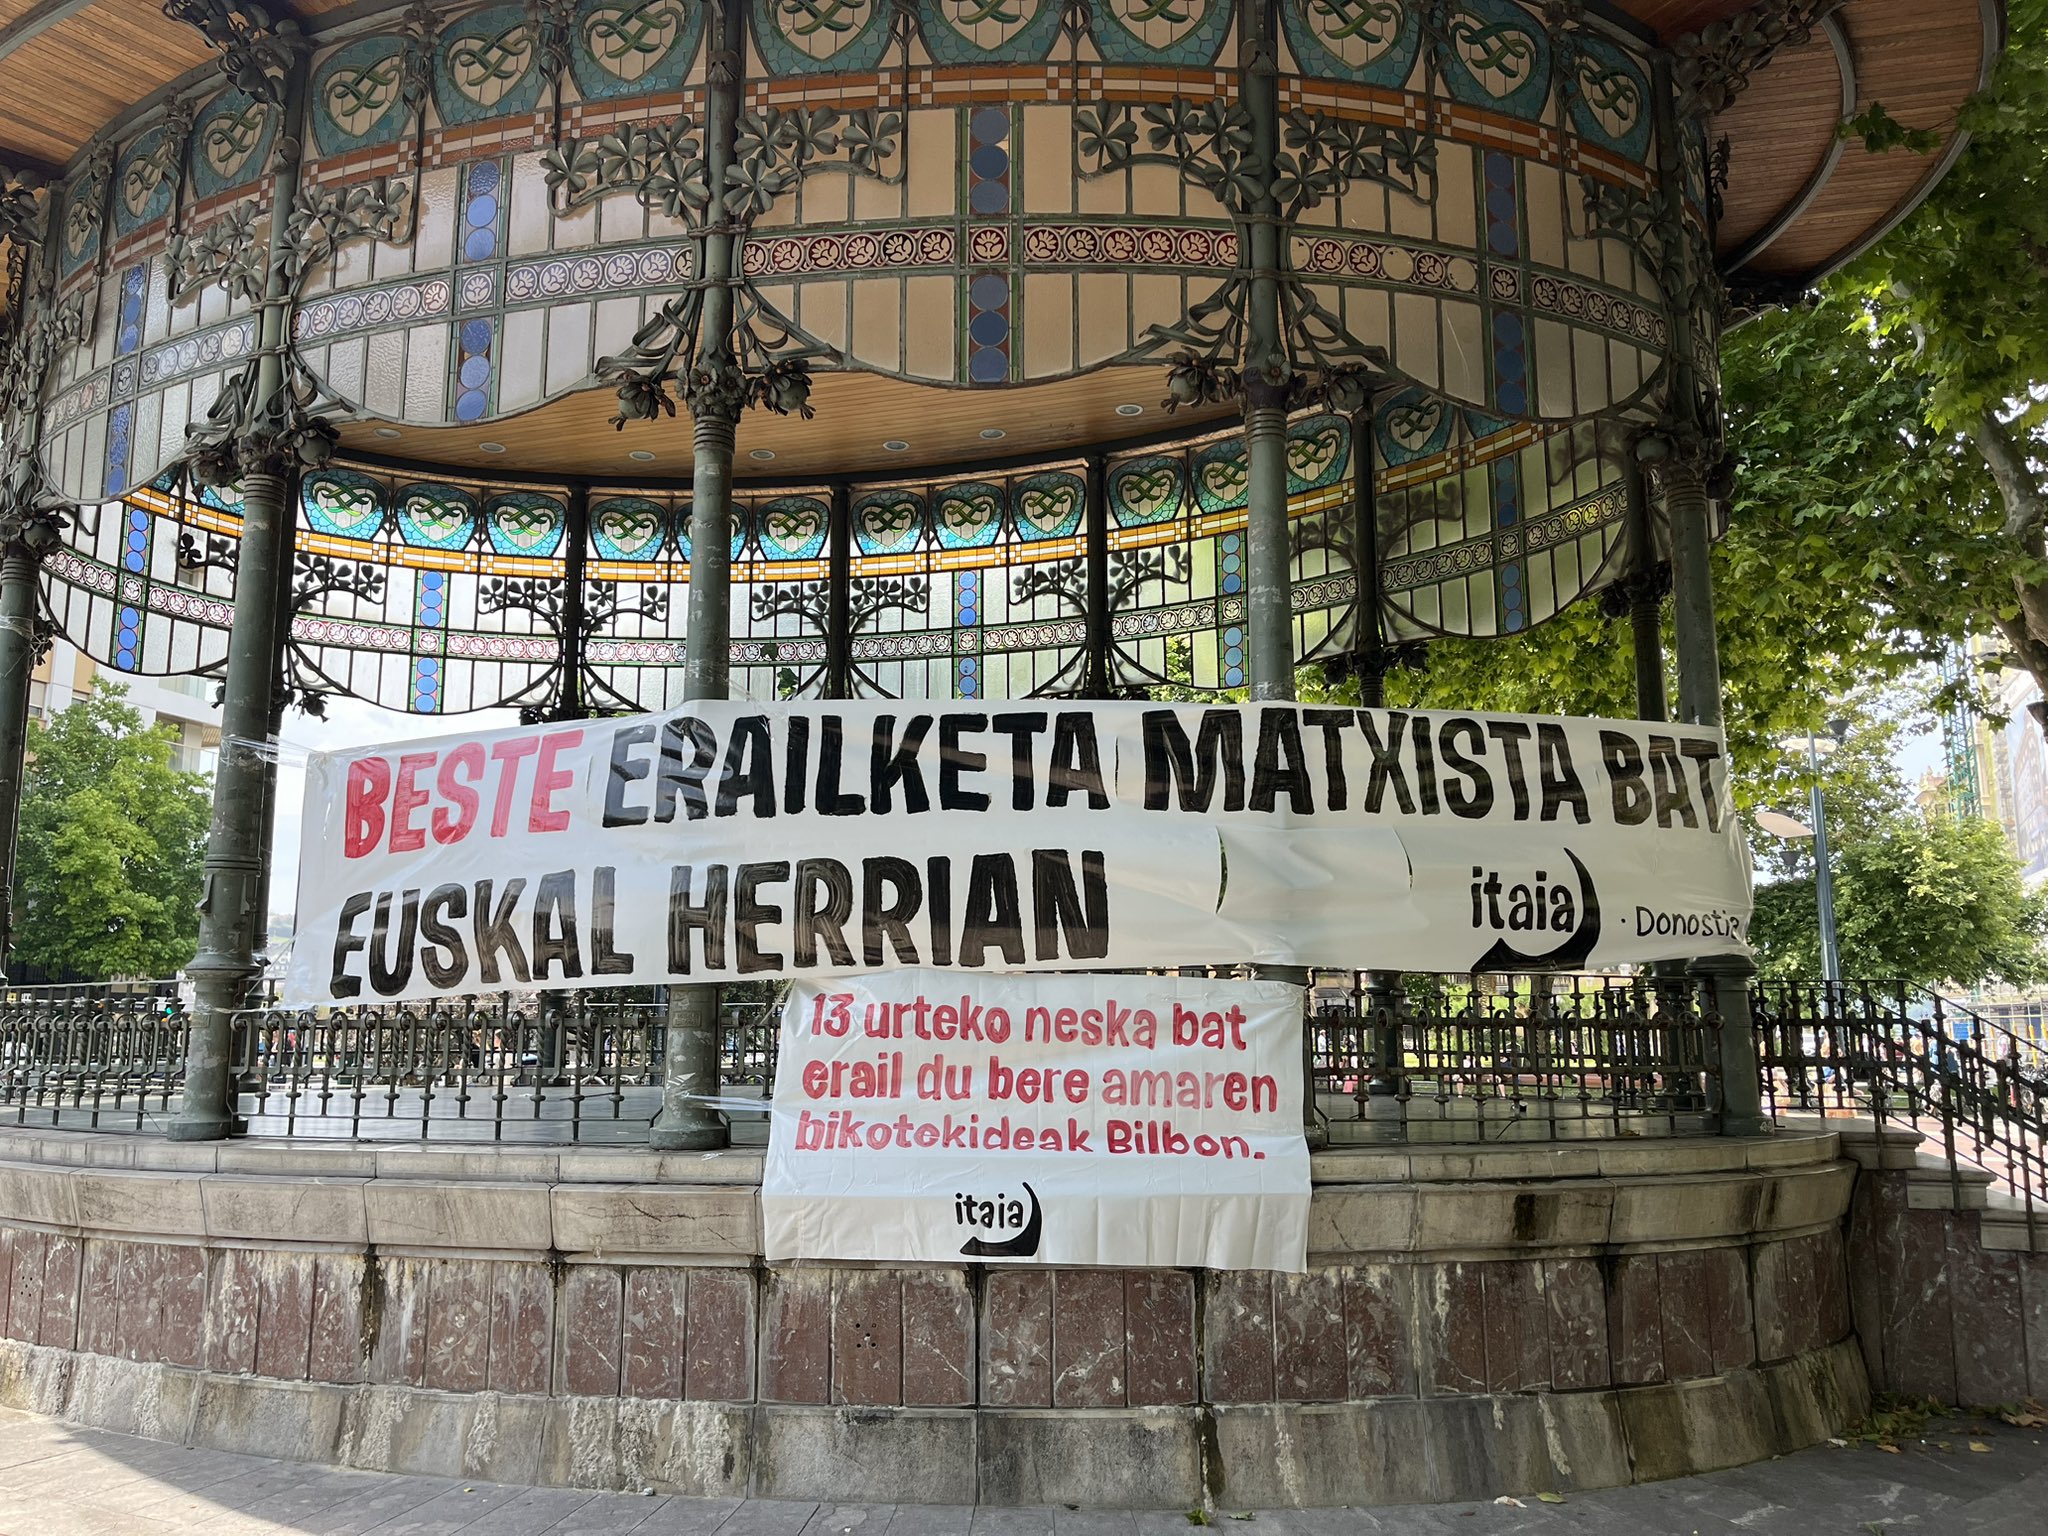 BESTE ERAILKETA MATXISTA BAT
EUSKAL HERRIAN
itaia · Donostia
13 urteko neska bat
erail du bere amaren
bikotekideak Bilbon.
itaia